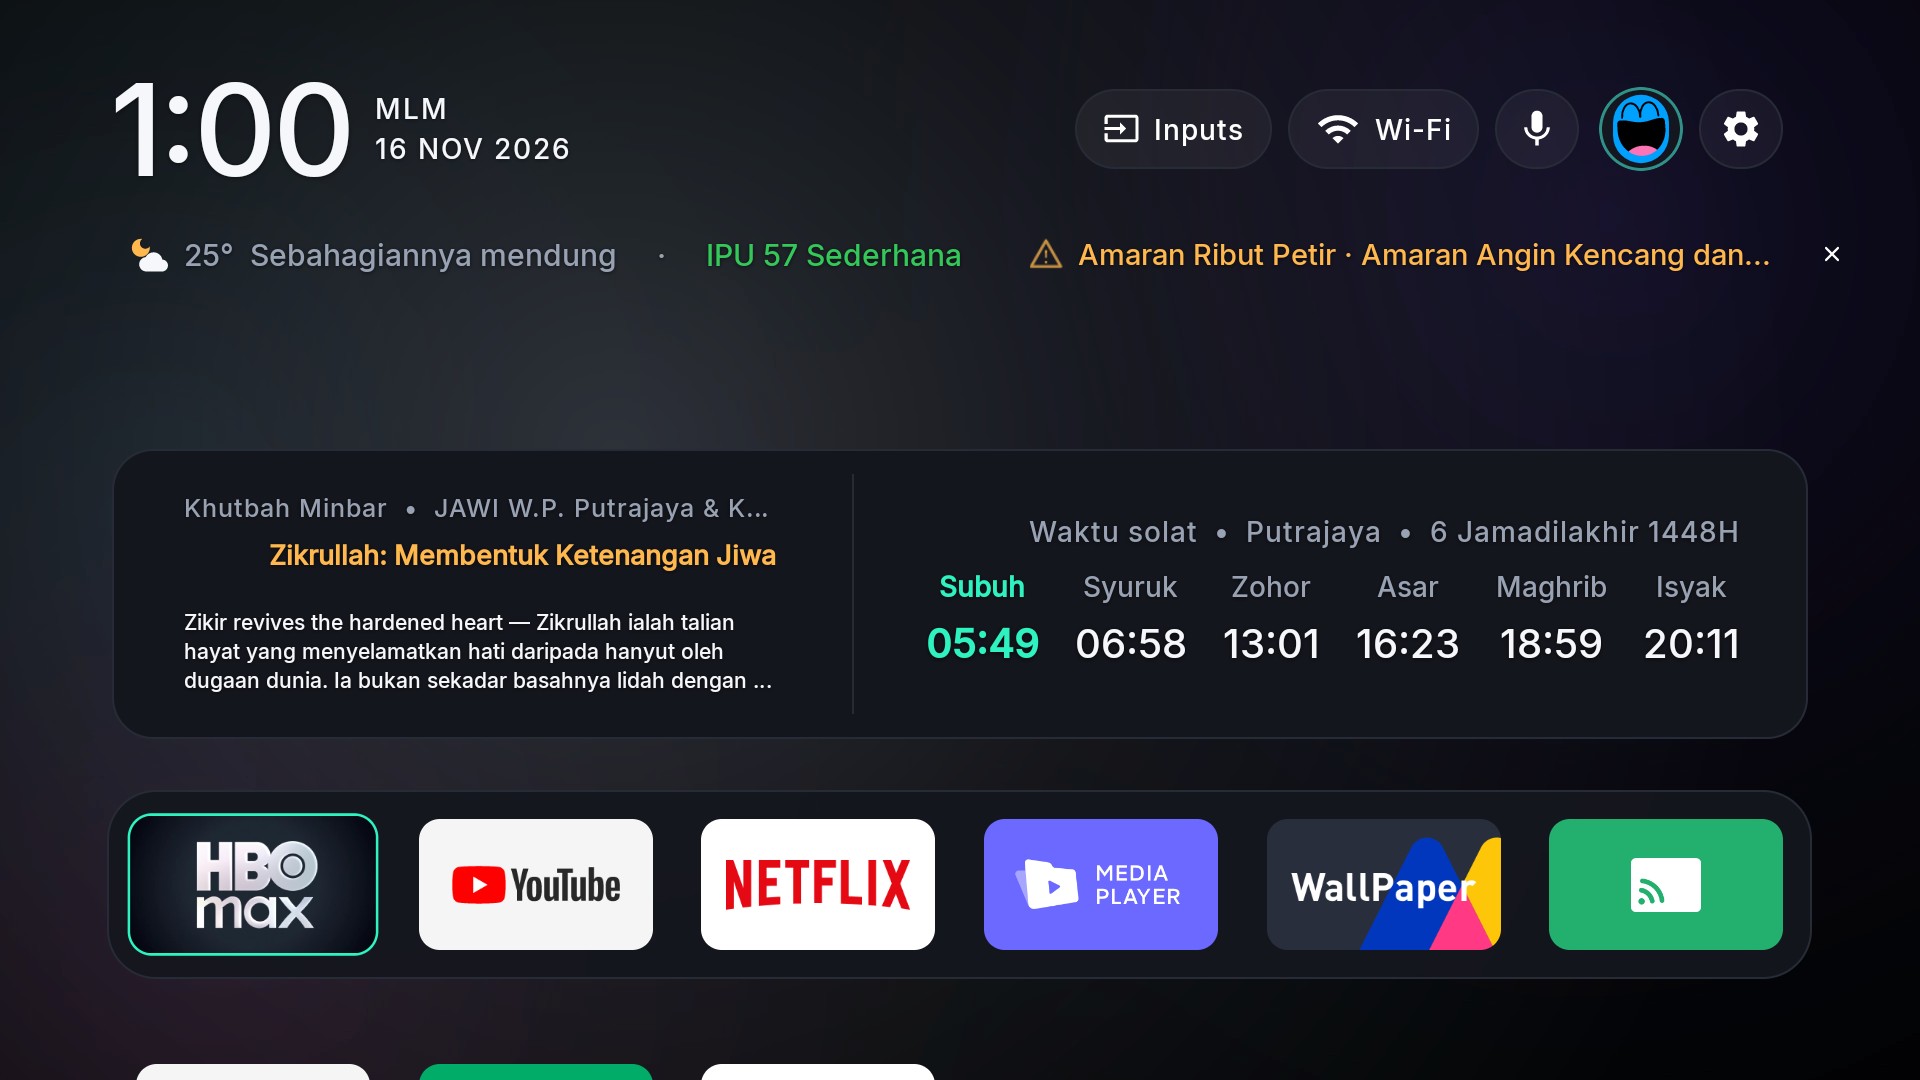 1:00
MLM
16 NOV 2026
Inputs
Wi-Fi
25° Sebahagiannya mendung · IPU 57 Sederhana
Amaran Ribut Petir · Amaran Angin Kencang dan...
Khutbah Minbar • JAWI W.P. Putrajaya & K...
Zikrullah: Membentuk Ketenangan Jiwa
Zikir revives the hardened heart — Zikrullah ialah talian
hayat yang menyelamatkan hati daripada hanyut oleh
dugaan dunia. Ia bukan sekadar basahnya lidah dengan ...
Waktu solat • Putrajaya • 6 Jamadilakhir 1448H
Subuh Syuruk Zohor Asar Maghrib Isyak
05:49 06:58 13:01 16:23 18:59 20:11
HBO
max
YouTube
NETFLIX
MEDIA
PLAYER
WallPaper